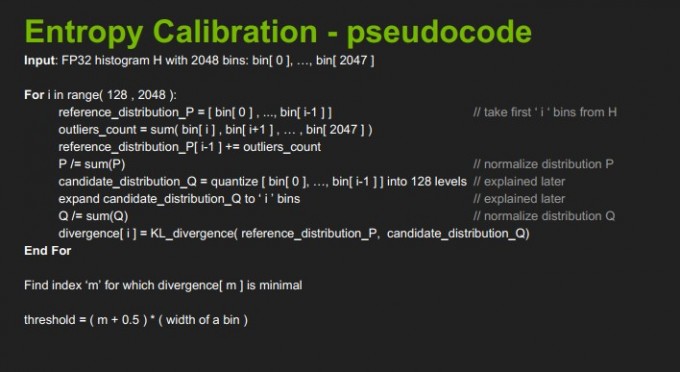 Entropy Calibration - pseudocode
Input: FP32 histogram H with 2048 bins: bin[ 0 ], …, bin[ 2047 ]
For i in range( 128 , 2048 ):
reference_distribution_P = [ bin[ 0 ] , ..., bin[ i-1 ] ] // take first ‘ i ‘ bins from H
outliers_count = sum( bin[ i ] , bin[ i+1 ] , … , bin[ 2047 ] )
reference_distribution_P[ i-1 ] += outliers_count
P /= sum(P) // normalize distribution P
candidate_distribution_Q = quantize [ bin[ 0 ], …, bin[ i-1 ] ] into 128 levels // explained later
expand candidate_distribution_Q to ‘ i ’ bins // explained later
Q /= sum(Q) // normalize distribution Q
divergence[ i ] = KL_divergence( reference_distribution_P, candidate_distribution_Q)
End For
Find index ‘m’ for which divergence[ m ] is minimal
threshold = ( m + 0.5 ) * ( width of a bin )